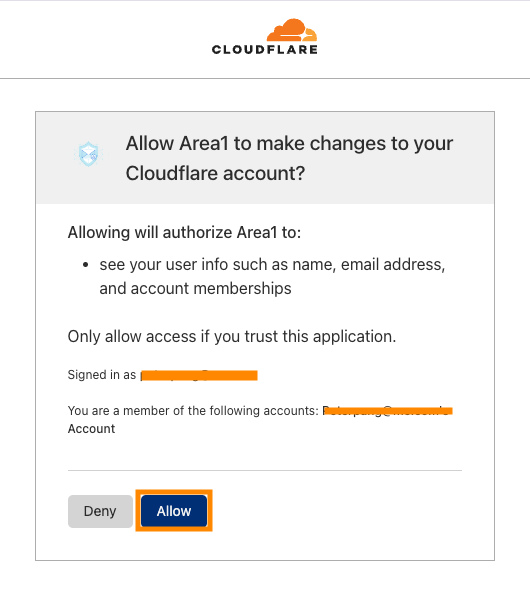 CLOUDFLARE
Allow Area1 to make changes to your
Cloudflare account?
Allowing will authorize Area1 to:
• see your user info such as name, email address,
and account memberships
Only allow access if you trust this application.
Signed in as
You are a member of the following accounts:
Account
Deny
Allow